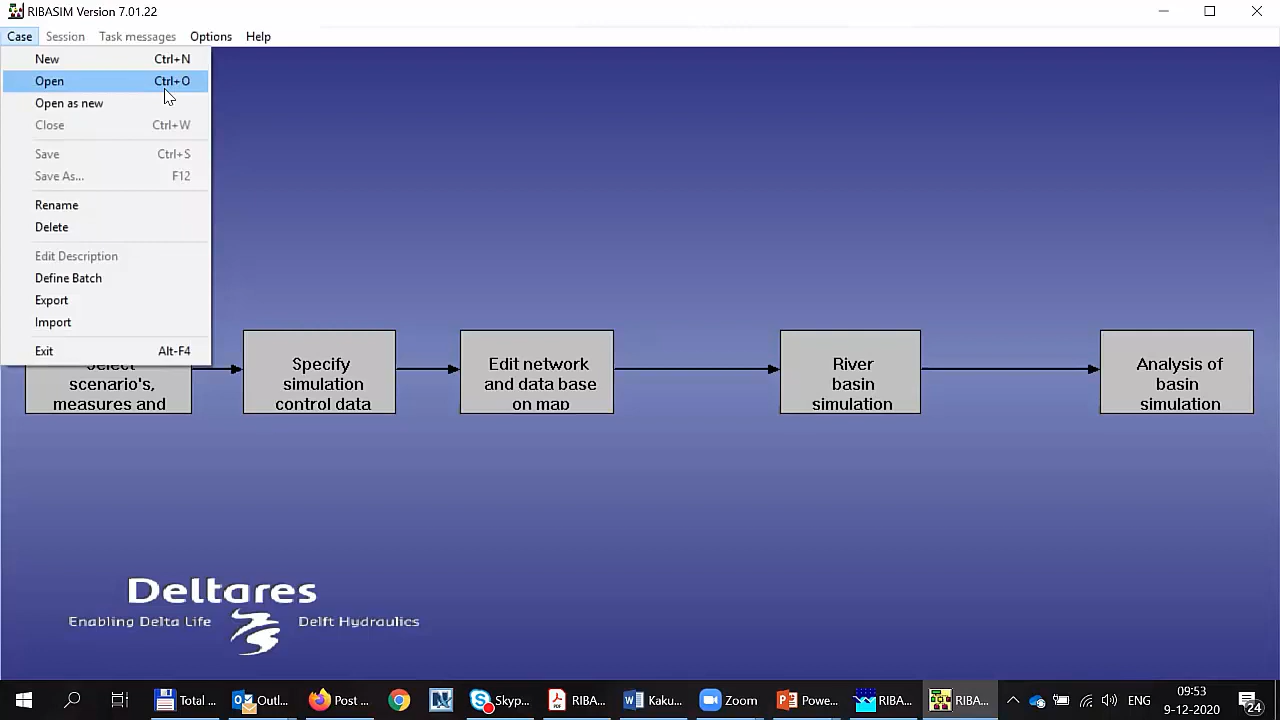 RIBASIM Version 7.01.22
Case Session Task messages Options Help
New Ctrl+N
Open Ctrl+O
Open as new
Close Ctrl+W
Save Ctrl+S
Save As... F12
Rename
Delete
Edit Description
Define Batch
Export
Import
Exit Alt-F4
Select
scenario's,
measures and
Specify
simulation
control data
Edit network
and data base
on map
River
basin
simulation
Analysis of
basin
simulation
Deltares
Enabling Delta Life Delft Hydraulics
Total ... Outl... Post ... Skyp... RIBA... Kaku... Zoom Powe... RIBA... RIBA... ENG
09:53
9-12-2020
24